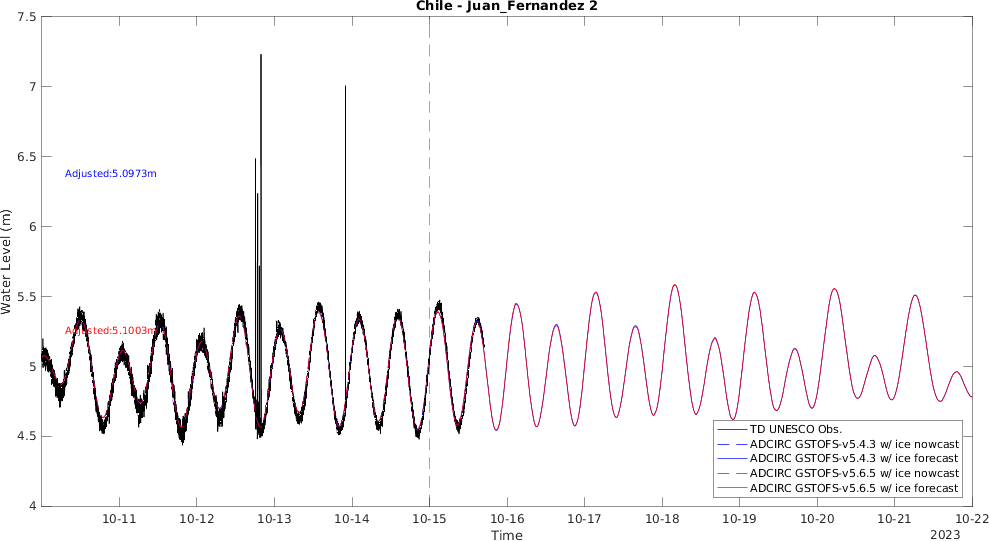 Chile - Juan_Fernandez 2
7.5
7
6.5
6
5.5
5
4.5
4
Water Level (m)
Adjusted:5.0973m
Adjusted:5.1003m
TD UNESCO Obs.
ADCIRC GSTOFS-v5.4.3 w/ ice nowcast
ADCIRC GSTOFS-v5.4.3 w/ ice forecast
ADCIRC GSTOFS-v5.6.5 w/ ice nowcast
ADCIRC GSTOFS-v5.6.5 w/ ice forecast
10-11 10-12 10-13 10-14 10-15 10-16 10-17 10-18 10-19 10-20 10-21 10-22
Time
2023